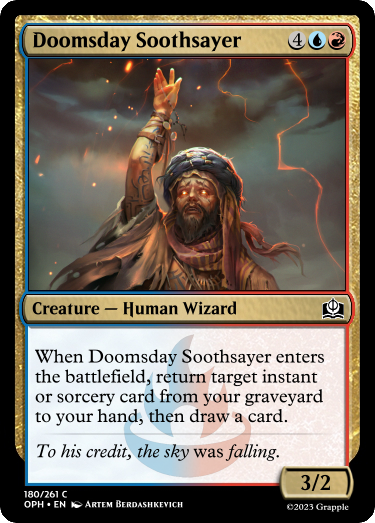 Doomsday Soothsayer 4
Creature — Human Wizard
When Doomsday Soothsayer enters
the battlefield, return target instant
or sorcery card from your graveyard
to your hand, then draw a card.
To his credit, the sky was falling.
3/2
180/261 C
OPH • EN Artem Berdashkevich
©2023 Grapple